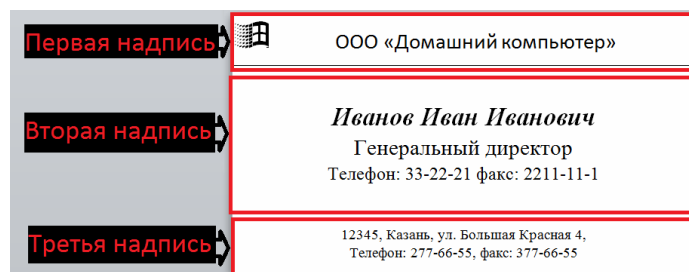 Первая надпись
ООО «Домашний компьютер»
Вторая надпись
Иванов Иван Иванович
Генеральный директор
Телефон: 33-22-21 факс: 2211-11-1
Третья надпись
12345, Казань, ул. Большая Красная 4,
Телефон: 277-66-55, факс: 377-66-55